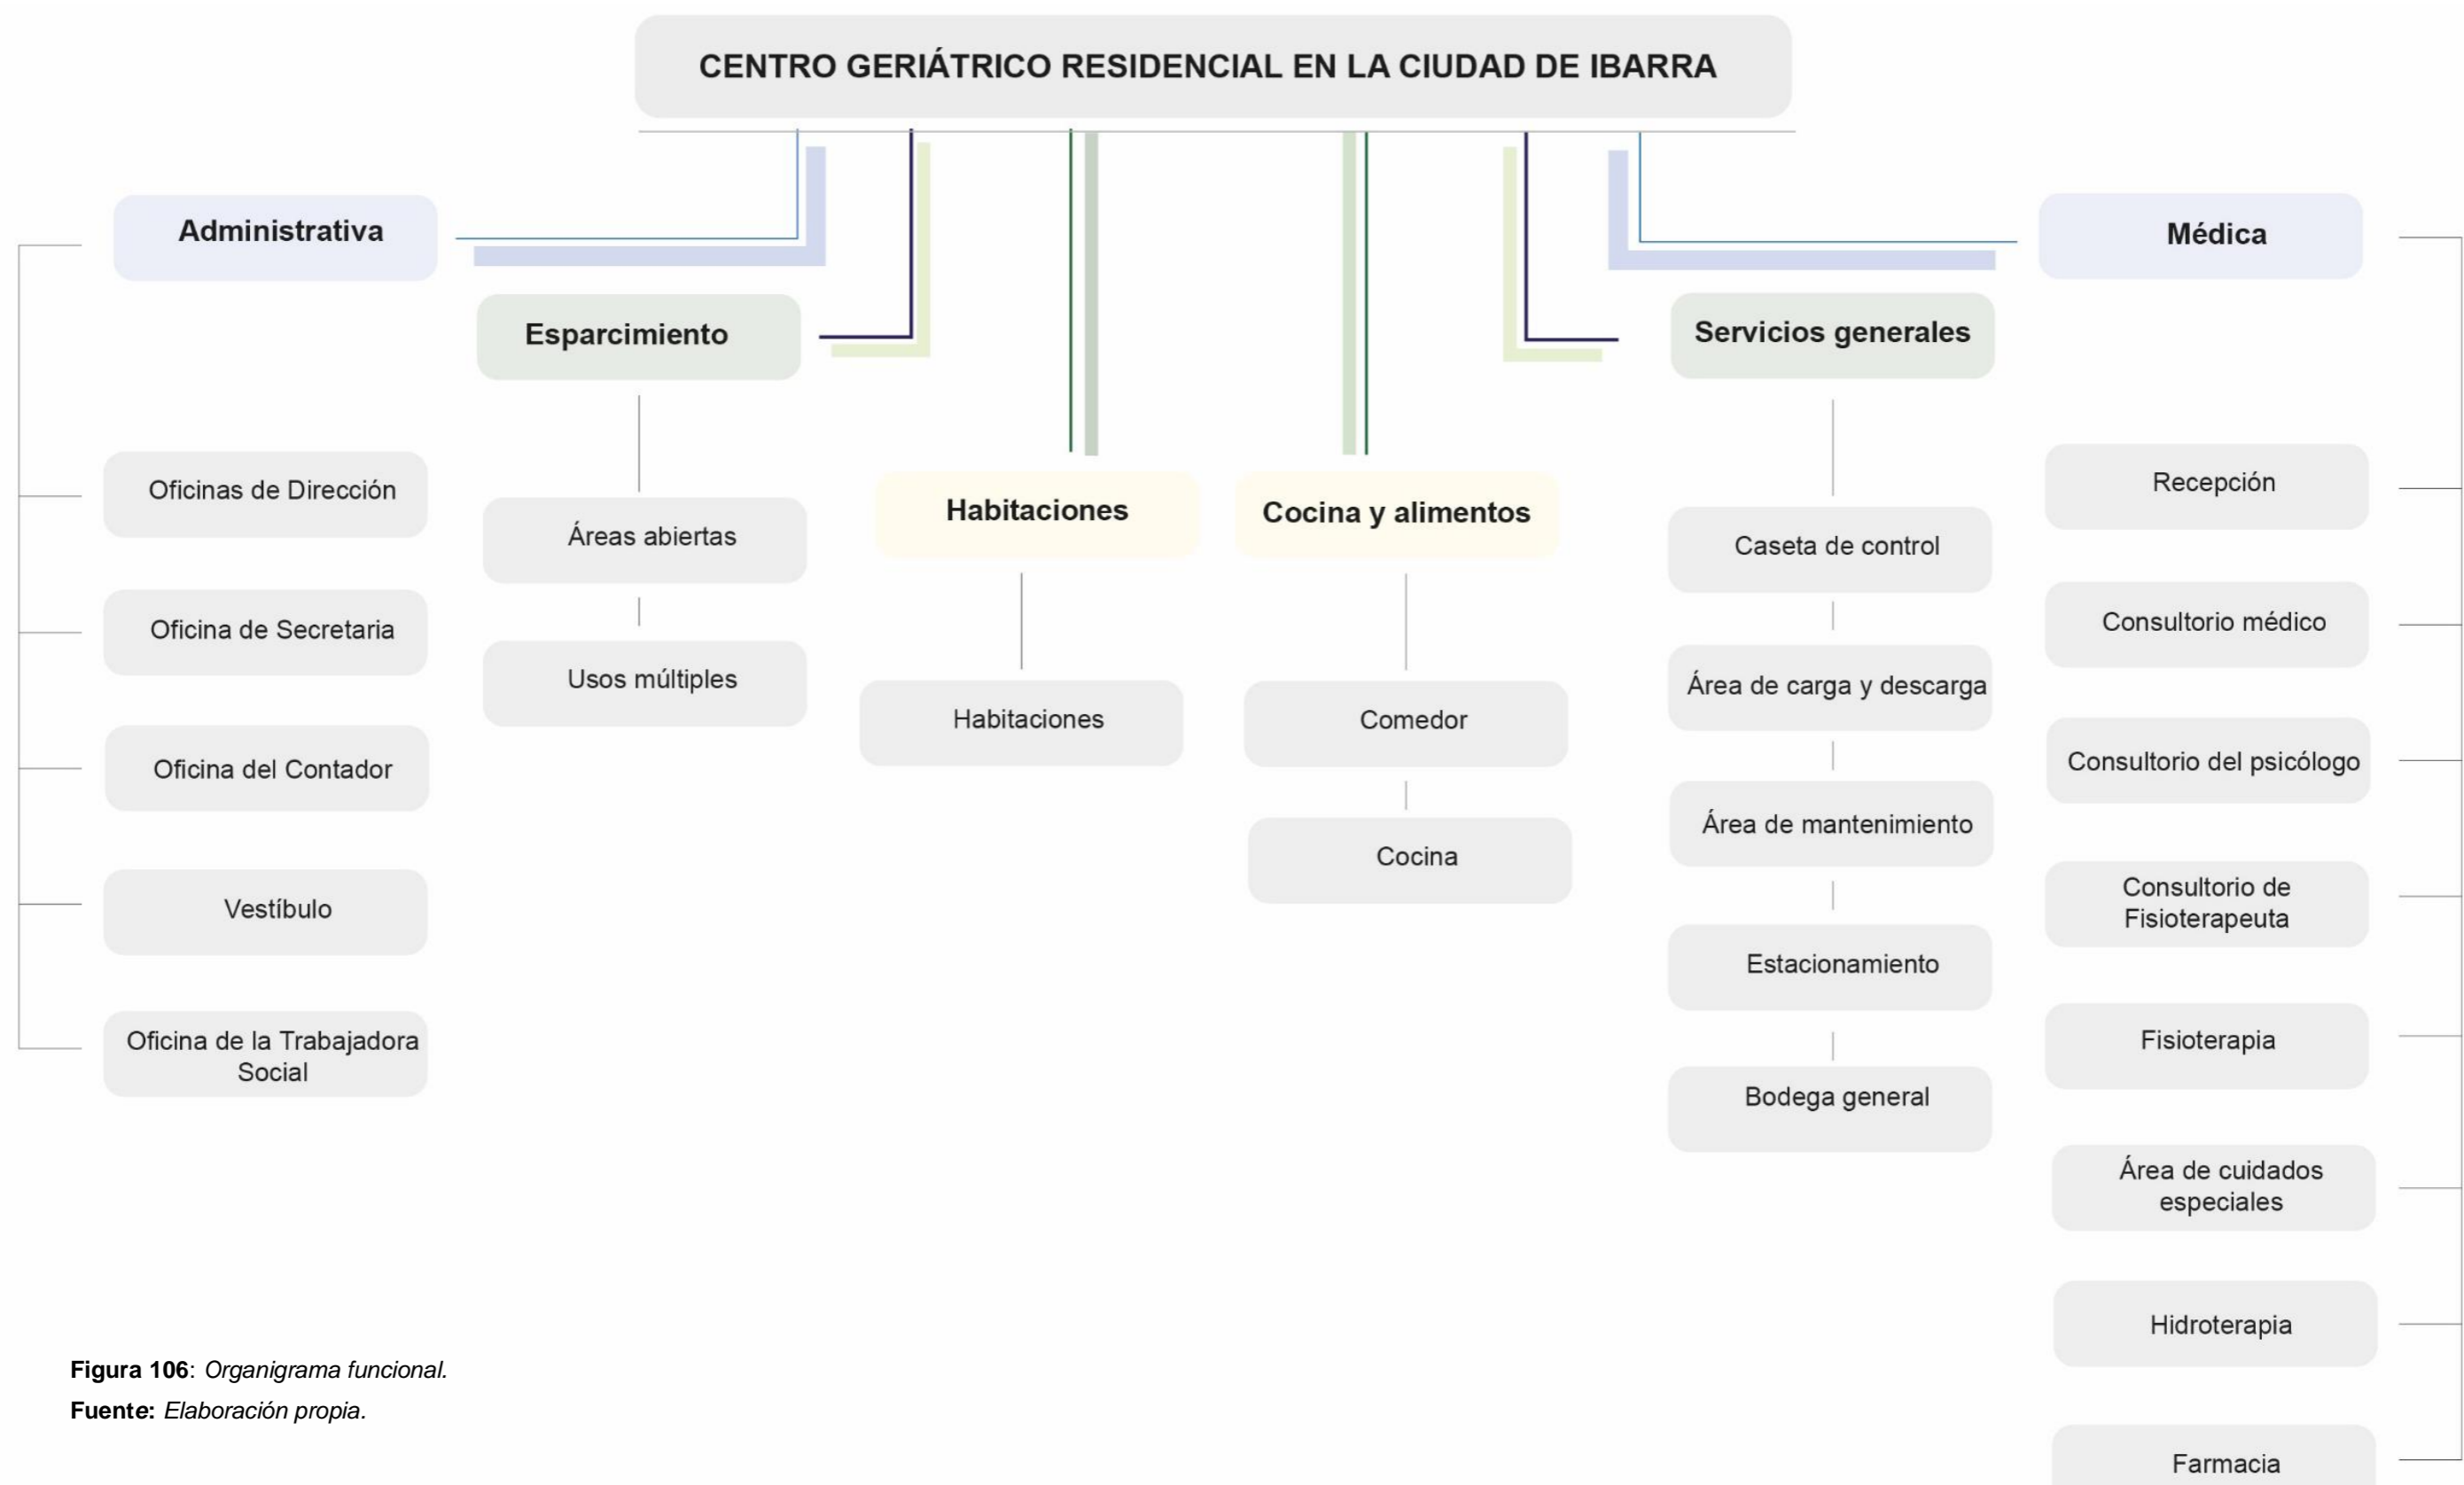 CENTRO GERIÁTRICO RESIDENCIAL EN LA CIUDAD DE IBARRA
Administrativa
Oficinas de Dirección
Oficina de Secretaria
Oficina del Contador
Vestíbulo
Oficina de la Trabajadora
Social
Esparcimiento
Áreas abiertas
Usos múltiples
Habitaciones
Habitaciones
Cocina y alimentos
Comedor
Cocina
Servicios generales
Caseta de control
Área de carga y descarga
Área de mantenimiento
Estacionamiento
Bodega general
Médica
Recepción
Consultorio médico
Consultorio del psicólogo
Consultorio de
Fisioterapeuta
Fisioterapia
Área de cuidados
especiales
Hidroterapia
Farmacia
Figura 106: Organigrama funcional.
Fuente: Elaboración propia.